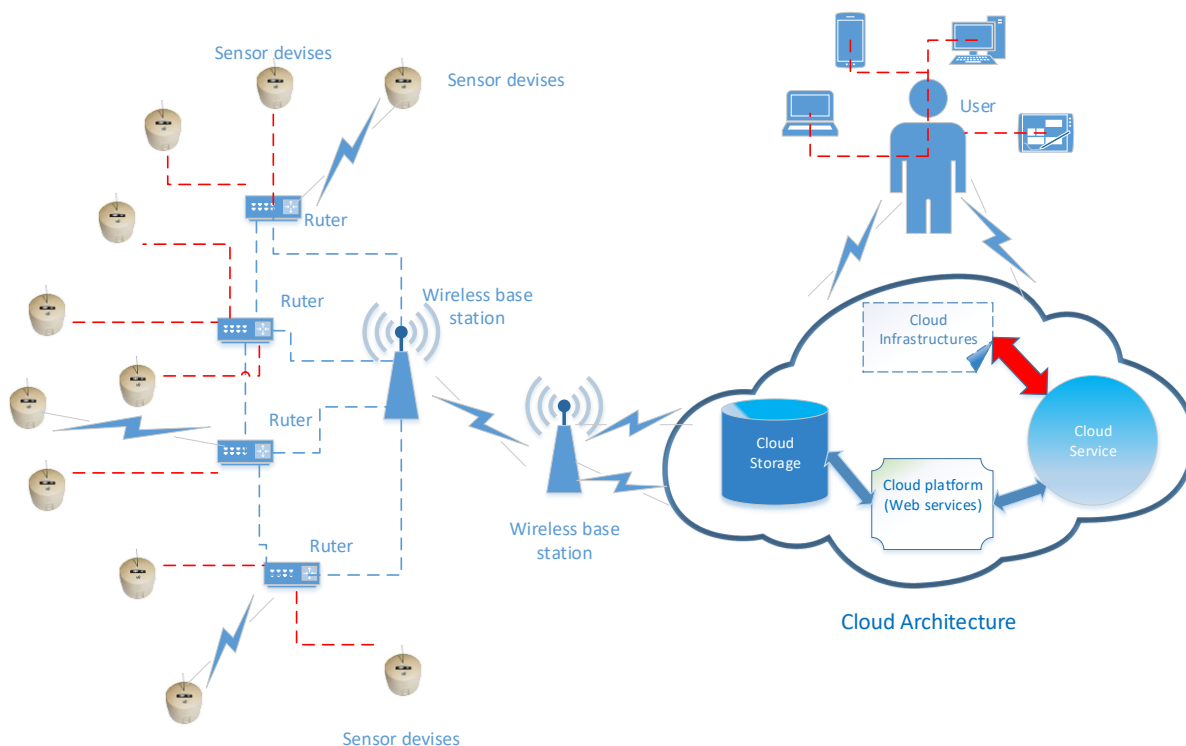 Sensor devises
Sensor devises
User
Ruter
Ruter
Wireless base
station
Cloud
Infrastructures
Ruter
Cloud
Storage
Cloud
Service
Cloud platform
(Web services)
Wireless base
station
Ruter
Cloud Architecture
Sensor devises